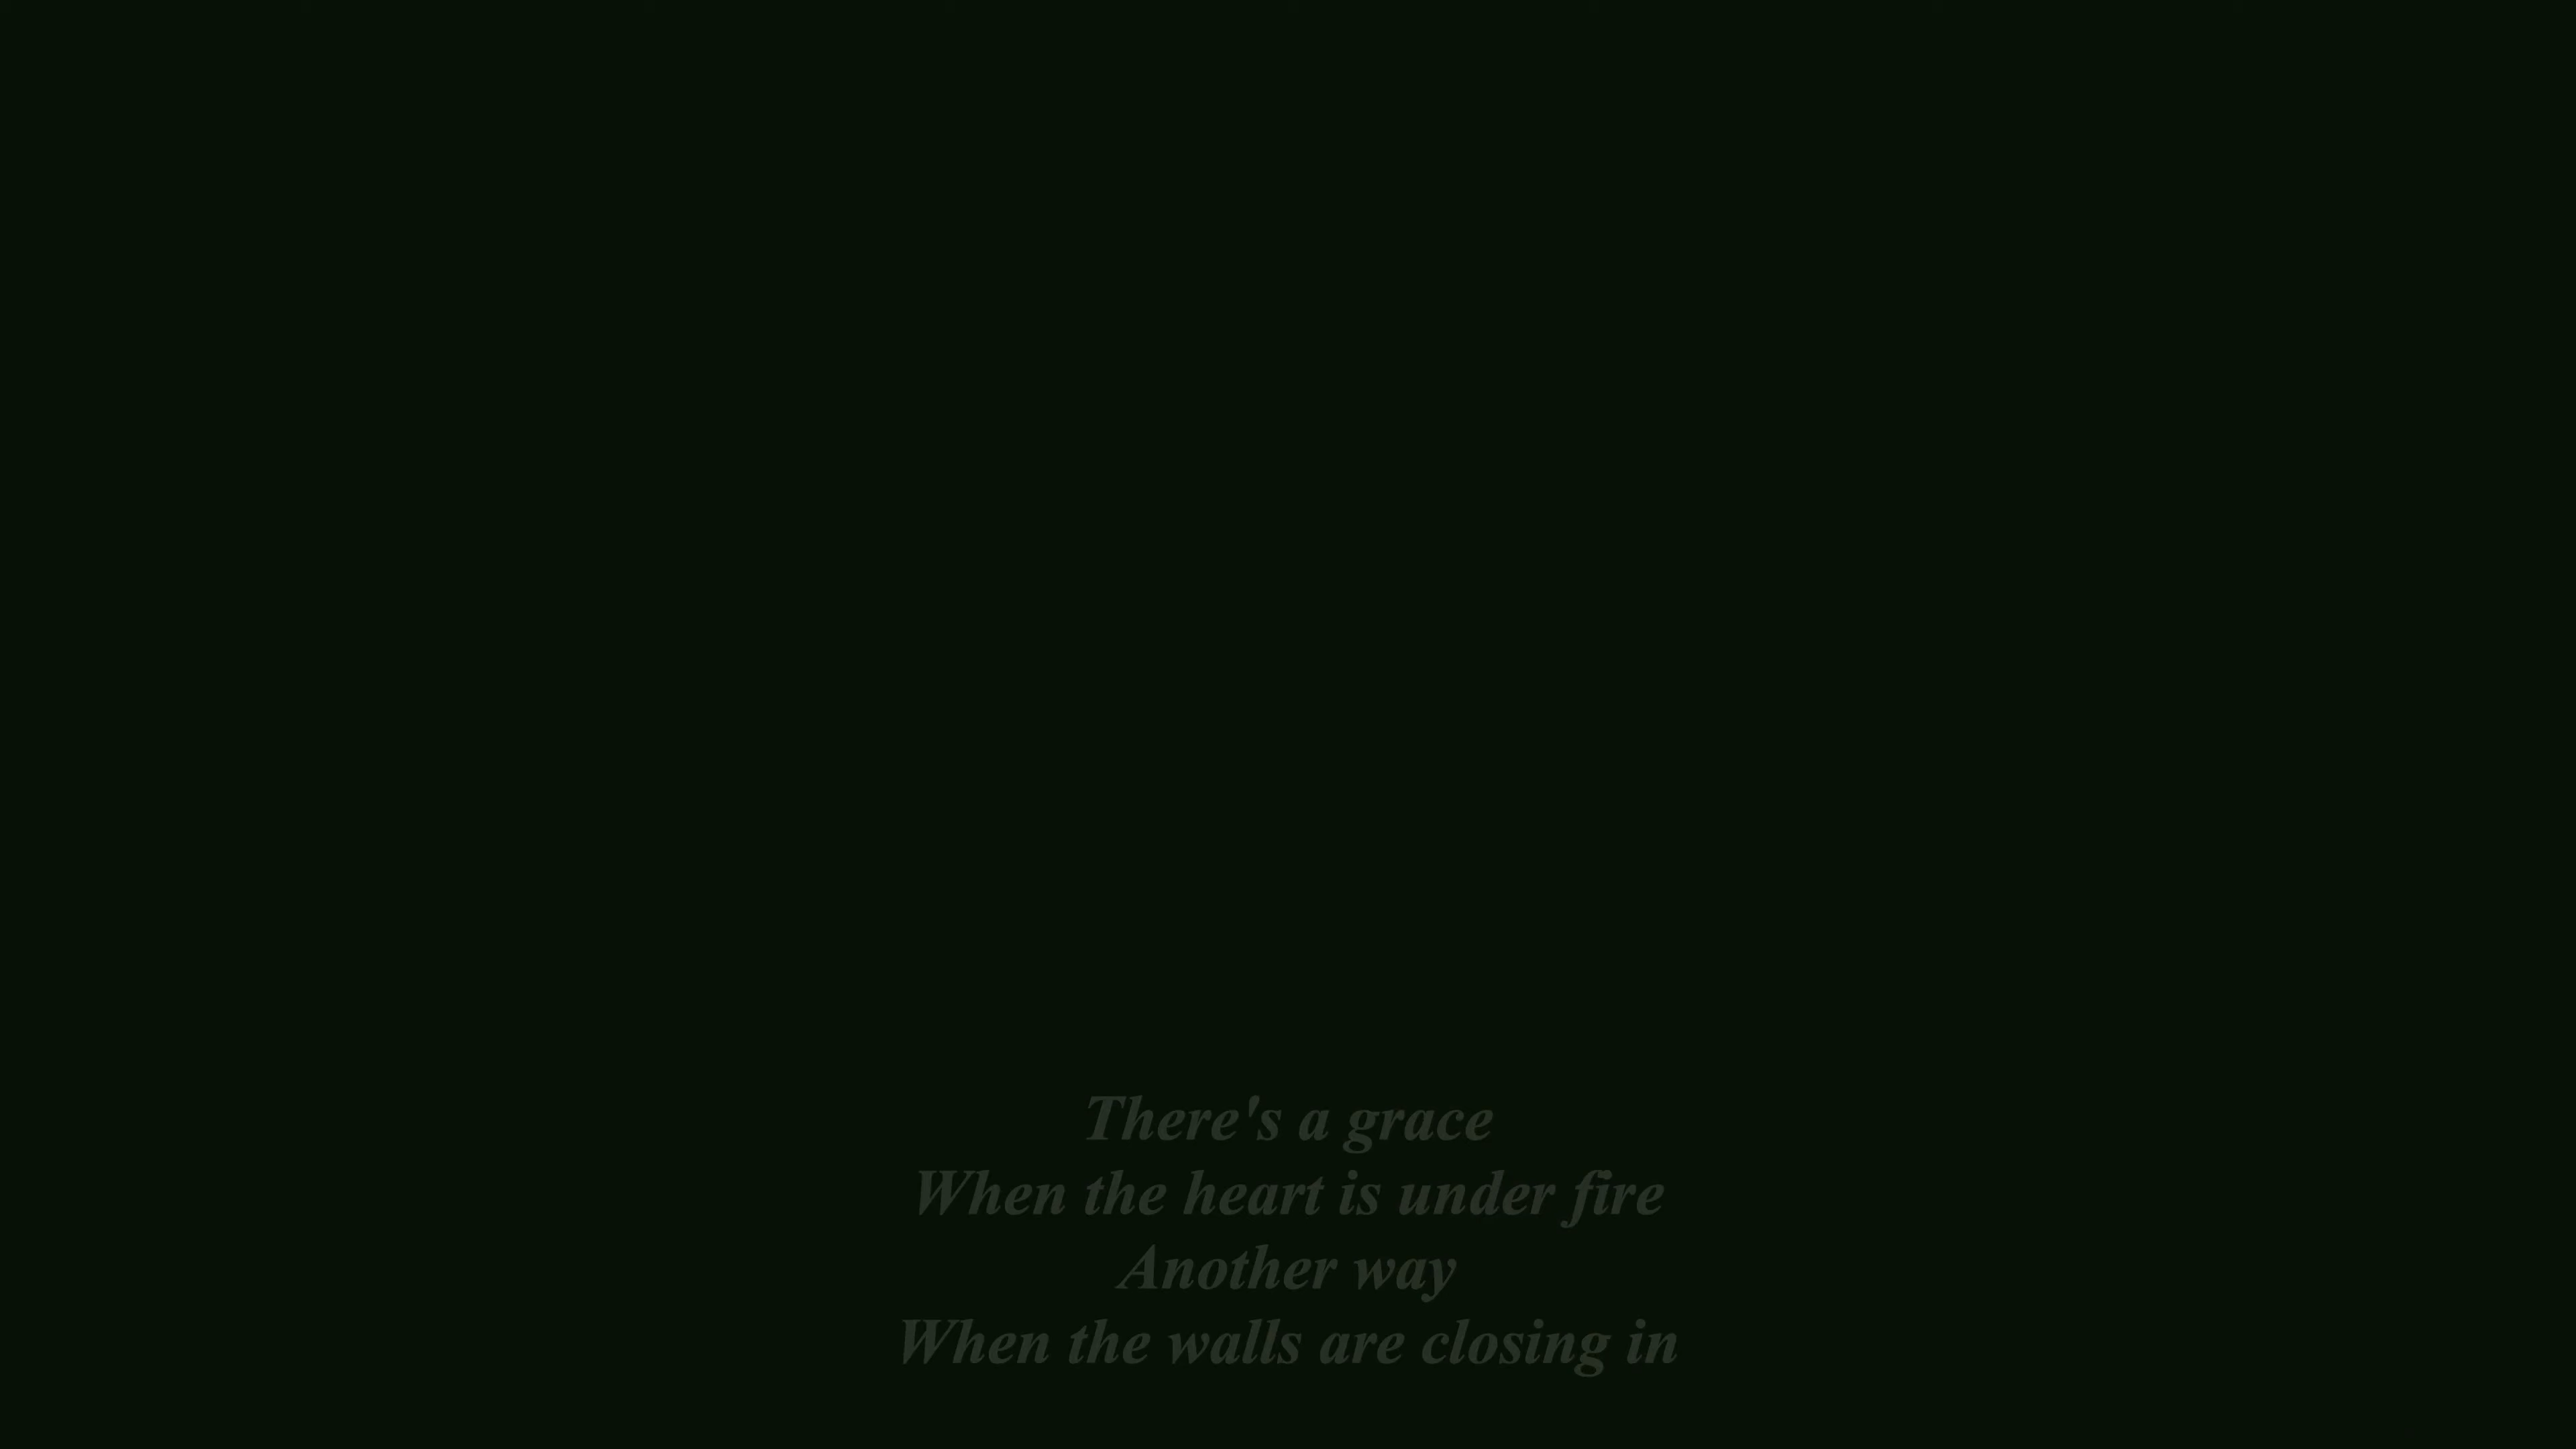 There's a grace
When the heart is under fire
Another way
When the walls are closing in